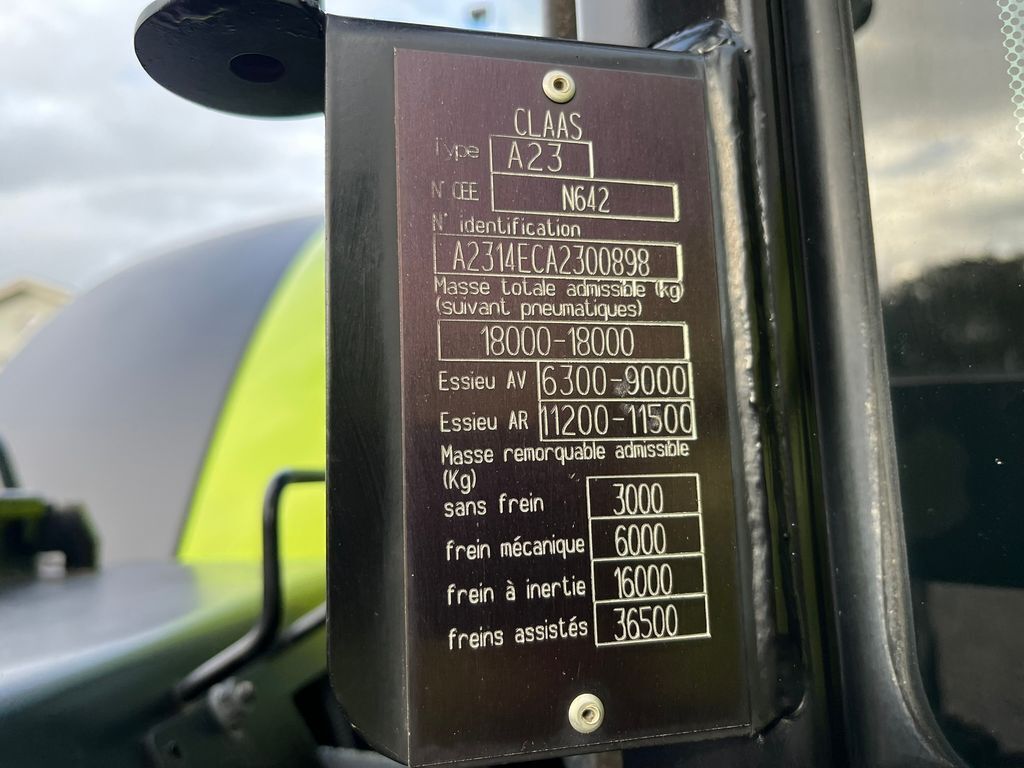 CLAAS
Type A23
N° CEE N642
N° identification
A2314ECA2300898
Masse totale admissible (kg)
(suivant pneumatiques)
18000-18000
Essieu AV 6300-9000
Essieu AR 11200-11500
Masse remorquable admissible
(Kg)
sans frein 3000
frein mécanique 6000
frein à inertie 16000
freins assistés 36500